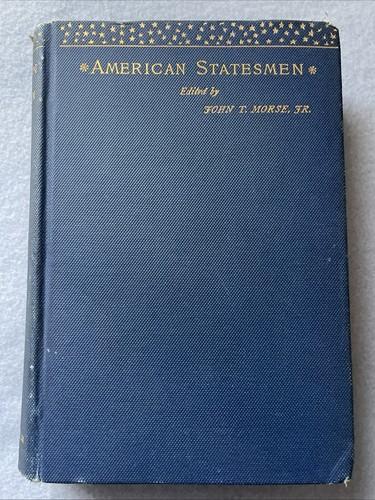 *AMERICAN STATESMEN*
Edited by
JOHN T. MORSE, JR.